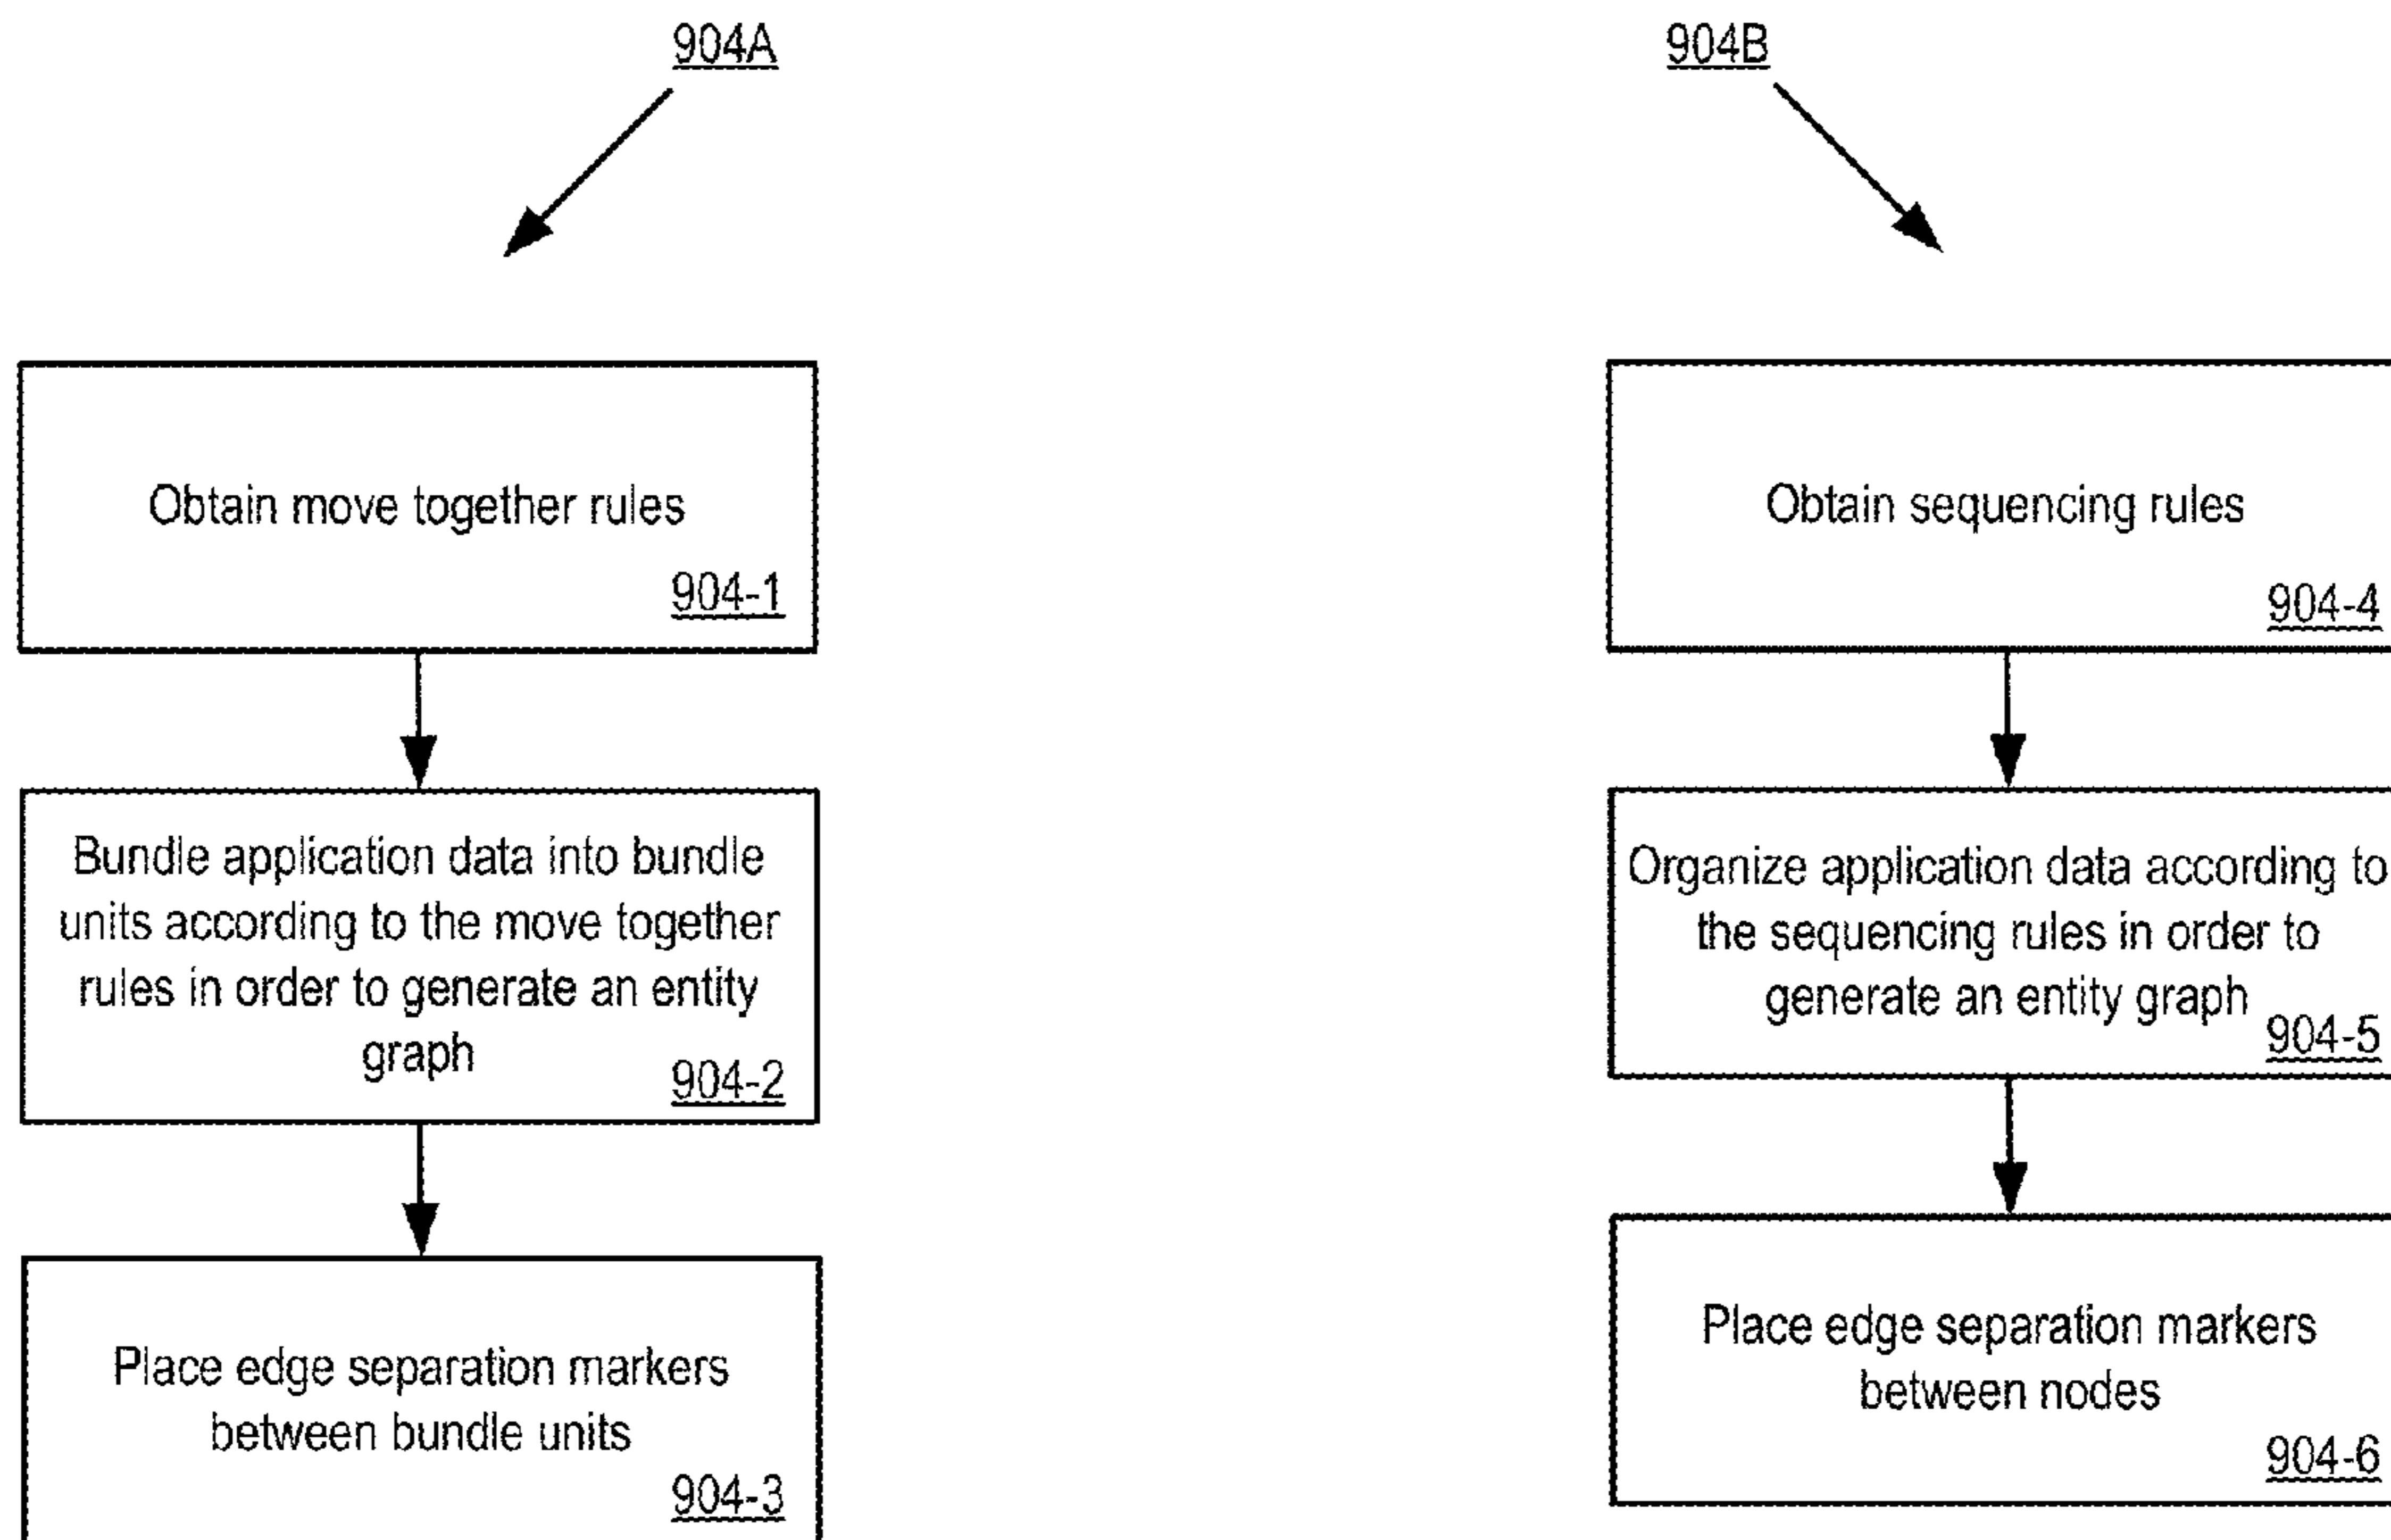 904A
Obtain move together rules
904-1
Bundle application data into bundle
units according to the move together
rules in order to generate an entity
graph
904-2
Place edge separation markers
between bundle units
904-3
904B
Obtain sequencing rules
904-4
Organize application data according to
the sequencing rules in order to
generate an entity graph
904-5
Place edge separation markers
between nodes
904-6